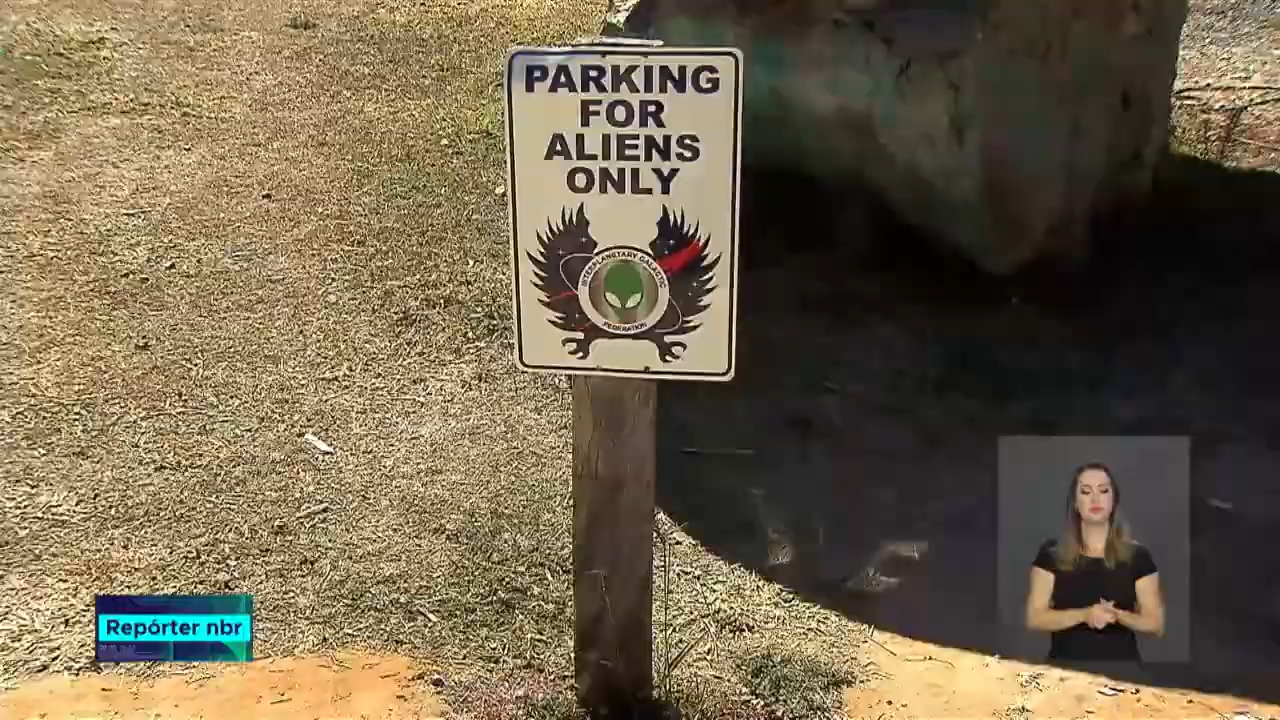 PARKING
FOR
ALIENS
ONLY
INTERPLANETARY GALACTIC
FEDERATION
Repórter nbr